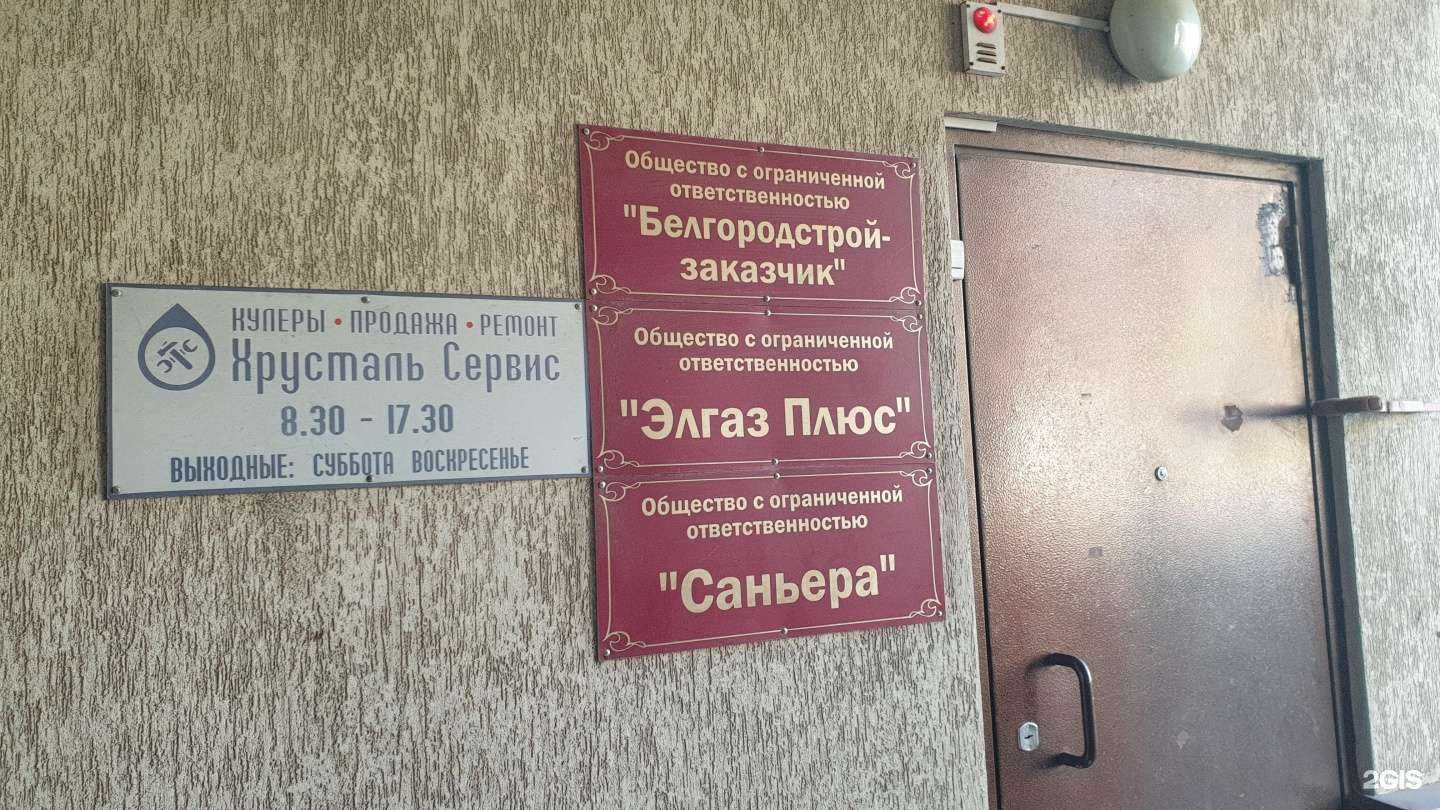 КУЛЕРЫ • ПРОДАЖА • РЕМОНТ
Хрусталь Сервис
8.30 - 17.30
ВЫХОДНЫЕ: СУББОТА ВОСКРЕСЕНЬЕ
Общество с ограниченной
ответственностью
"Белгородстрой-
заказчик"
Общество с ограниченной
ответственностью
"Элгаз Плюс"
Общество с ограниченной
ответственностью
"Саньера"
2GIS